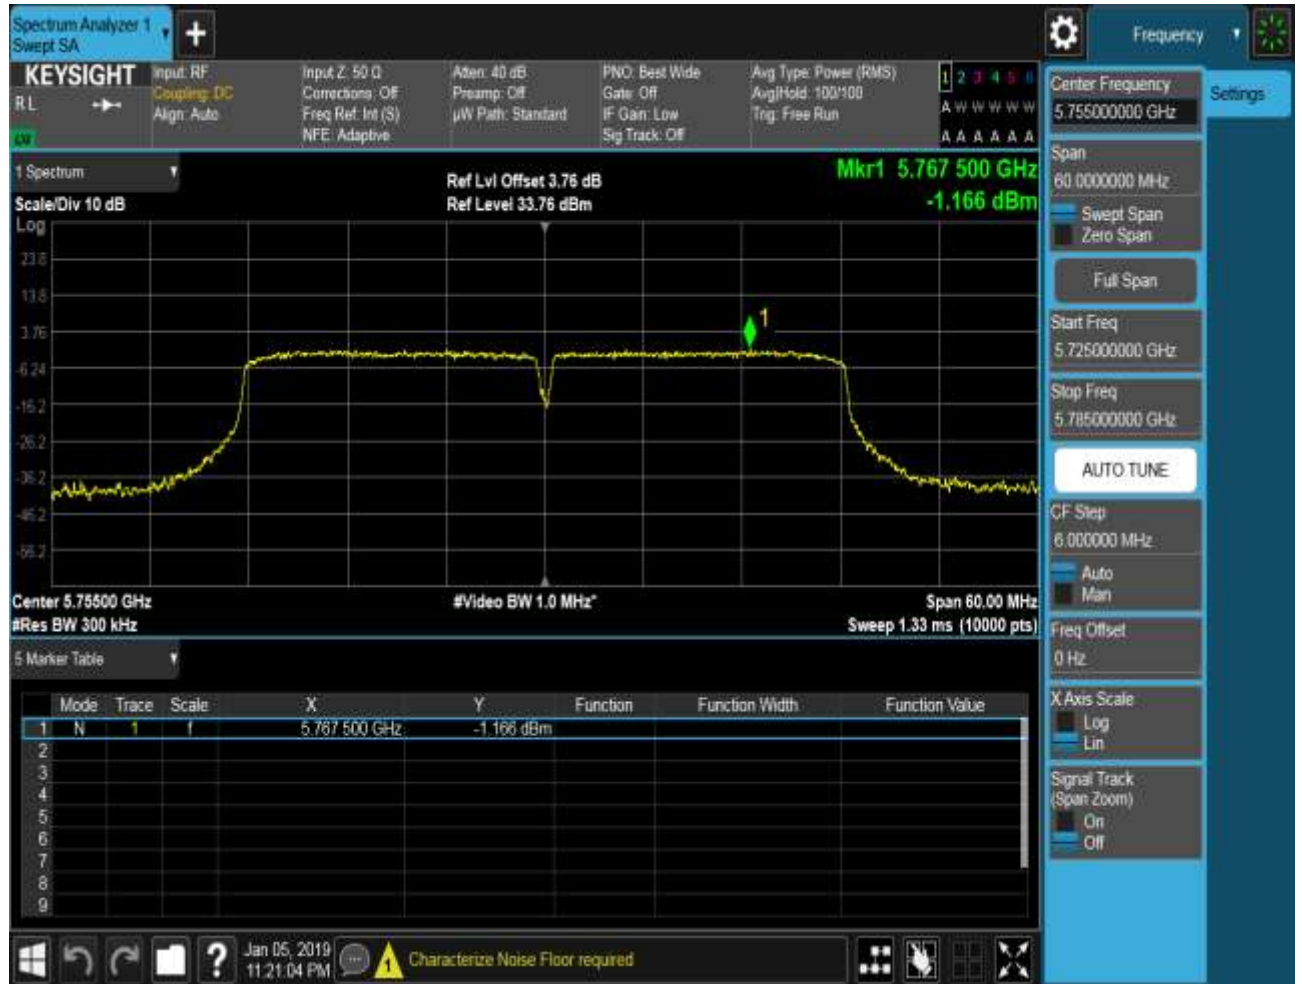 Spectrum Analyzer 1
Swept SA
Frequency
KEYSIGHT
RL
Input: RF
Coupling: DC
Align: Auto
Input Z: 50 Ω
Corrections: Off
Freq Ref: Int (S)
NFE: Adaptive
Atten: 40 dB
Preamp: Off
µW Path: Standard
PNO: Best Wide
Gate: Off
IF Gain: Low
Sig Track: Off
Avg Type: Power (RMS)
Avg|Hold: 100/100
Trig: Free Run
1 2 3 4 5 6
A W W W W W
A A A A A A
1 Spectrum
Scale/Div 10 dB
Ref Lvl Offset 3.76 dB
Ref Level 33.76 dBm
Mkr1 5.767 500 GHz
-1.166 dBm
Log
23.8
13.8
3.76
-6.24
-16.2
-26.2
-36.2
-46.2
-56.2
1
Center 5.75500 GHz
#Res BW 300 kHz
#Video BW 1.0 MHz*
Span 60.00 MHz
Sweep 1.33 ms (10000 pts)
5 Marker Table
Mode Trace Scale X Y Function Function Width Function Value
1 N 1 f 5.767 500 GHz -1.166 dBm
2
3
4
5
6
7
8
9
Jan 05, 2019
11:21:04 PM
Characterize Noise Floor required
Center Frequency
5.755000000 GHz
Settings
Span
60.0000000 MHz
Swept Span
Zero Span
Full Span
Start Freq
5.725000000 GHz
Stop Freq
5.785000000 GHz
AUTO TUNE
CF Step
6.000000 MHz
Auto
Man
Freq Offset
0 Hz
X Axis Scale
Log
Lin
Signal Track
(Span Zoom)
On
Off